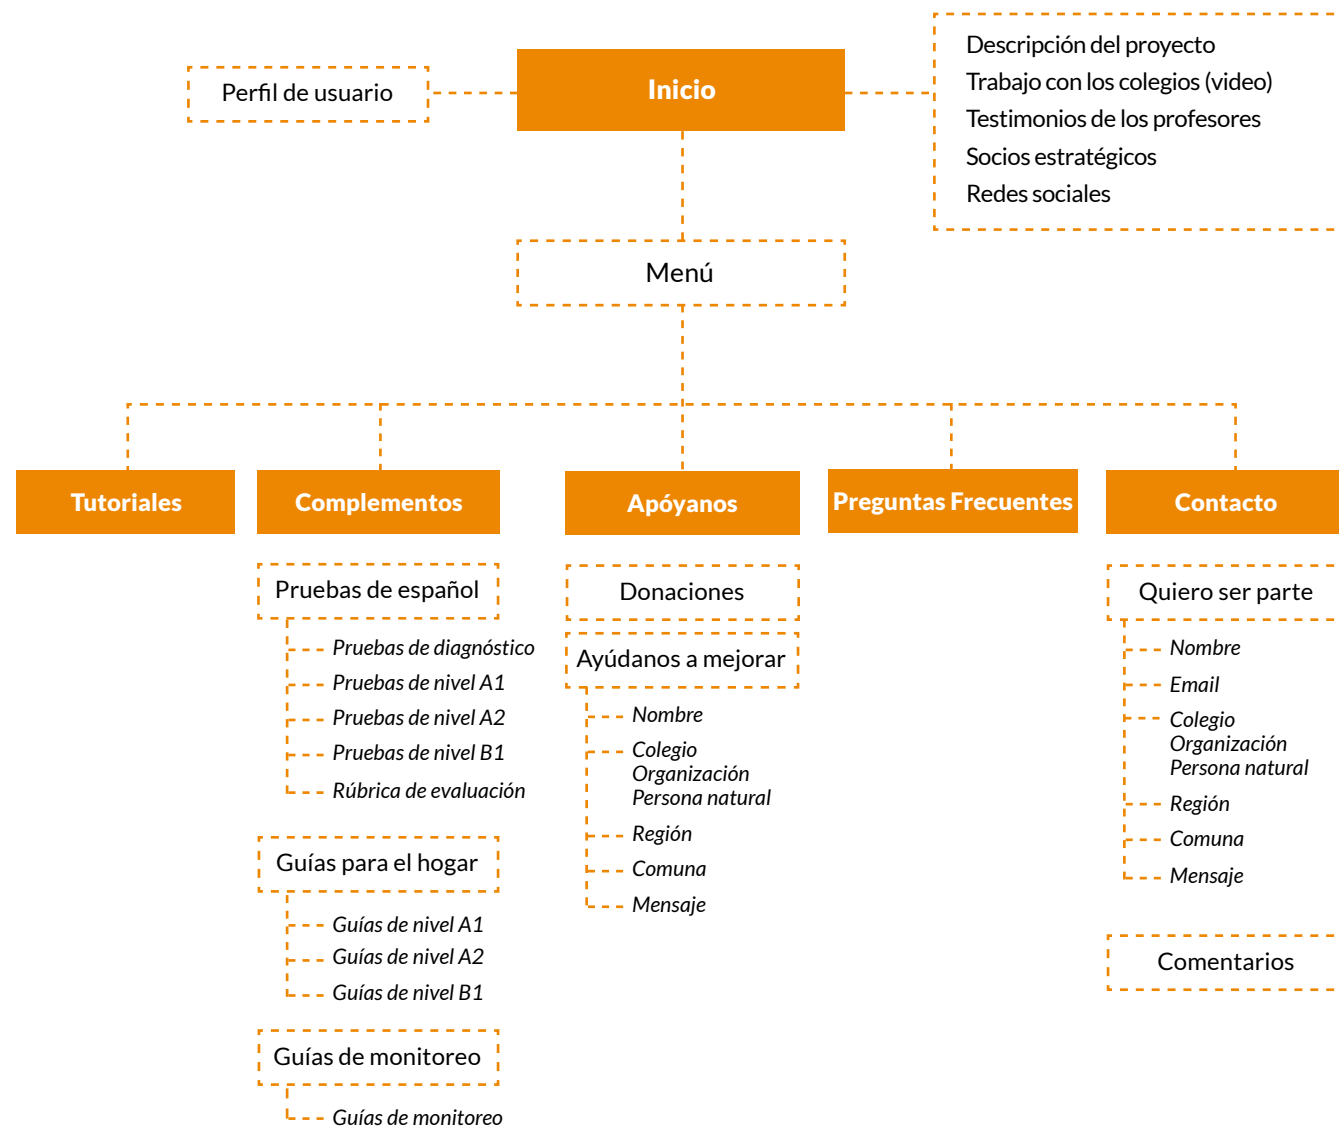 Perfil de usuario
Inicio
Descripción del proyecto
Trabajo con los colegios (video)
Testimonios de los profesores
Socios estratégicos
Redes sociales
Menú
Tutoriales
Complementos
Apóyanos
Preguntas Frecuentes
Contacto
Pruebas de español
Pruebas de diagnóstico
Pruebas de nivel A1
Pruebas de nivel A2
Pruebas de nivel B1
Rúbrica de evaluación
Guías para el hogar
Guías de nivel A1
Guías de nivel A2
Guías de nivel B1
Guías de monitoreo
Guías de monitoreo
Donaciones
Ayúdanos a mejorar
Nombre
Colegio
Organización
Persona natural
Región
Comuna
Mensaje
Quiero ser parte
Nombre
Email
Colegio
Organización
Persona natural
Región
Comuna
Mensaje
Comentarios